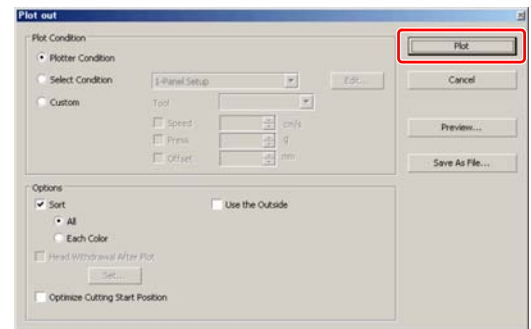 Plot out
Plot Condition
Plotter Condition
Select Condition
1-Panel Setup
Edit...
Custom
Tool
Speed
cm/s
Press
g
Offset
mm
Options
Sort
Use the Outside
All
Each Color
Head Withdrawal After Plot
Set...
Optimize Cutting Start Position
Plot
Cancel
Preview...
Save As File...